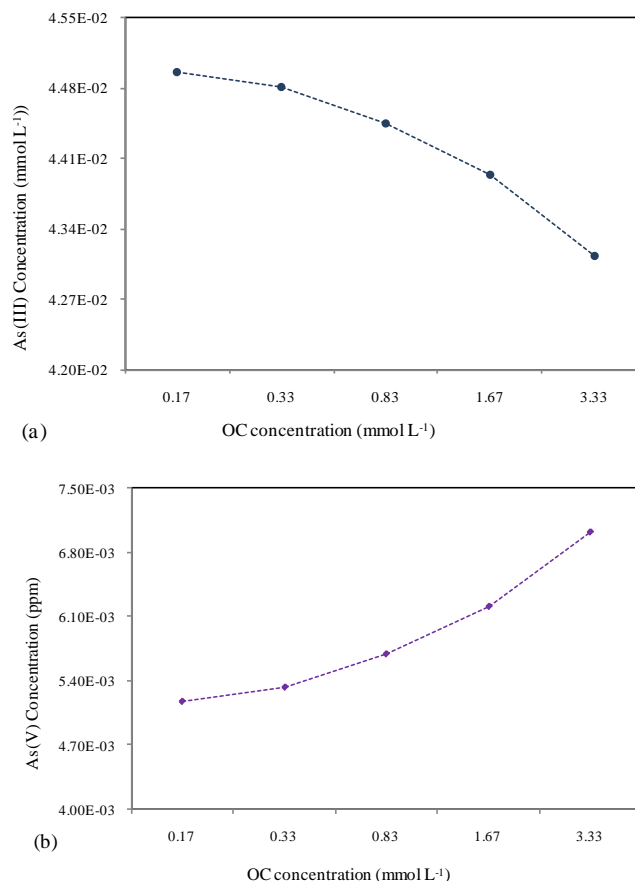 4.55E-02
4.48E-02
4.41E-02
4.34E-02
4.27E-02
4.20E-02
As(III) Concentration (mmol L-1))
0.17 0.33 0.83 1.67 3.33
(a) OC concentration (mmol L-1)
7.50E-03
6.80E-03
6.10E-03
5.40E-03
4.70E-03
4.00E-03
As(V) Concentration (ppm)
0.17 0.33 0.83 1.67 3.33
(b)
OC concentration (mmol L-1)